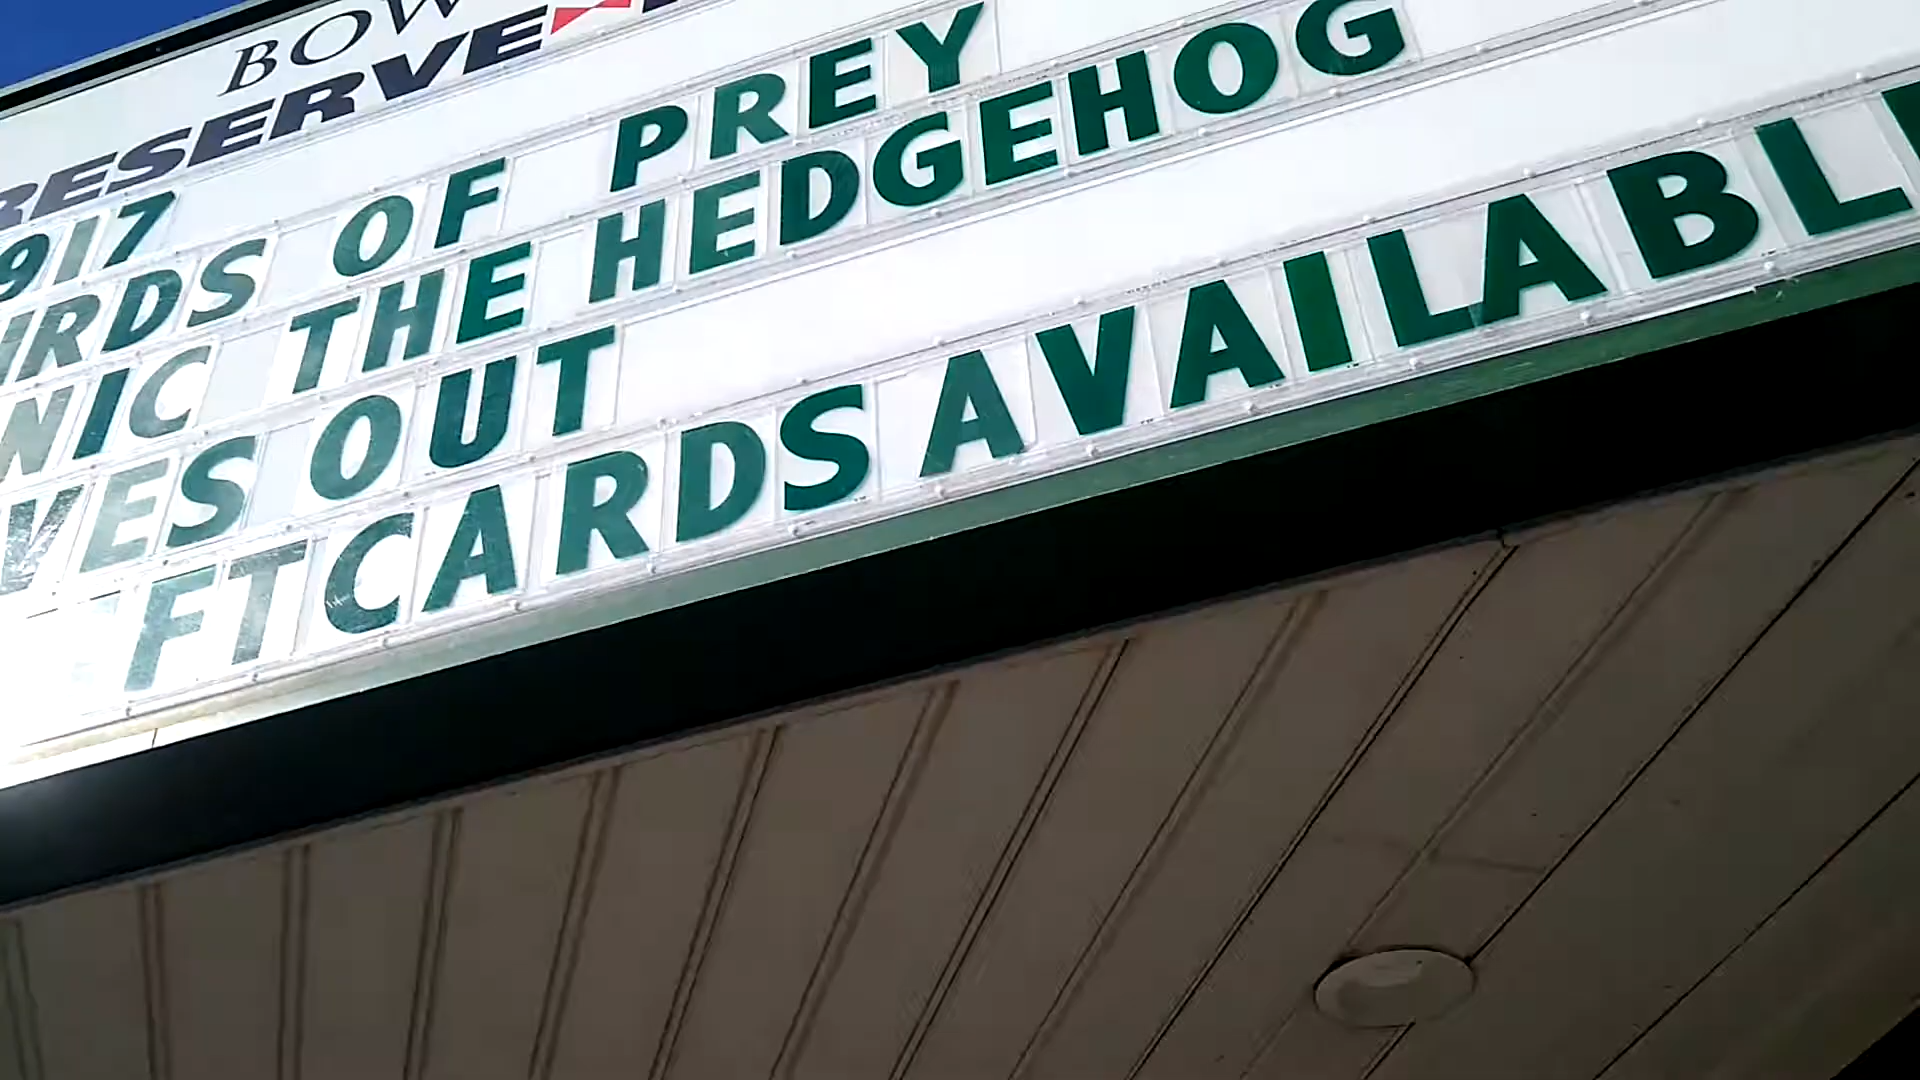 BOW
RESERVE
917
IRDS OF PREY
NIC THE HEDGEHOG
VES OUT
FTCARDS AVAILABL